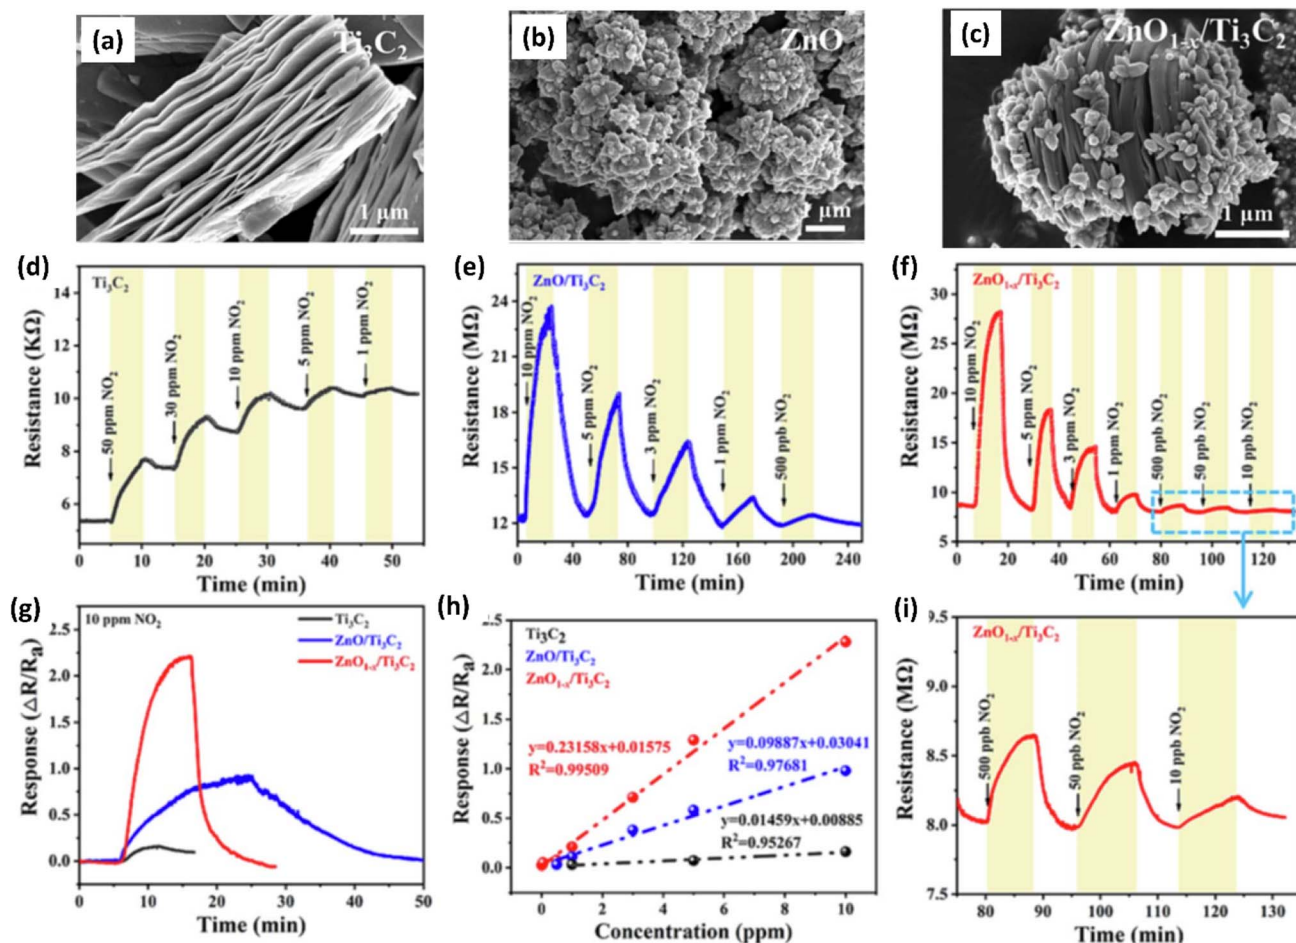 (a)
Ti₃C₂
1 μm
(b)
ZnO
1 μm
(c)
ZnO₁₋ₓ/Ti₃C₂
1 μm
(d)
Ti₃C₂
50 ppm NO₂
30 ppm NO₂
10 ppm NO₂
5 ppm NO₂
1 ppm NO₂
Resistance (KΩ)
14
12
10
8
6
0 10 20 30 40 50
Time (min)
(e)
ZnO/Ti₃C₂
10 ppm NO₂
5 ppm NO₂
3 ppm NO₂
1 ppm NO₂
500 ppb NO₂
Resistance (MΩ)
24
21
18
15
12
0 40 80 120 160 200 240
Time (min)
(f)
ZnO₁₋ₓ/Ti₃C₂
10 ppm NO₂
5 ppm NO₂
3 ppm NO₂
1 ppm NO₂
500 ppb NO₂
50 ppb NO₂
10 ppb NO₂
Resistance (MΩ)
30
25
20
15
10
5
0 20 40 60 80 100 120
Time (min)
(g)
10 ppm NO₂
Ti₃C₂
ZnO/Ti₃C₂
ZnO₁₋ₓ/Ti₃C₂
Response (ΔR/Rₐ)
2.5
2.0
1.5
1.0
0.5
0.0
0 10 20 30 40 50
Time (min)
(h)
Ti₃C₂
ZnO/Ti₃C₂
ZnO₁₋ₓ/Ti₃C₂
y=0.23158x+0.01575
R²=0.99509
y=0.09887x+0.03041
R²=0.97681
y=0.01459x+0.00885
R²=0.95267
Response (ΔR/Rₐ)
2.5
2.0
1.5
1.0
0.5
0.0
0 2 4 6 8 10
Concentration (ppm)
(i)
ZnO₁₋ₓ/Ti₃C₂
500 ppb NO₂
50 ppb NO₂
10 ppb NO₂
Resistance (MΩ)
9.5
9.0
8.5
8.0
7.5
80 90 100 110 120 130
Time (min)